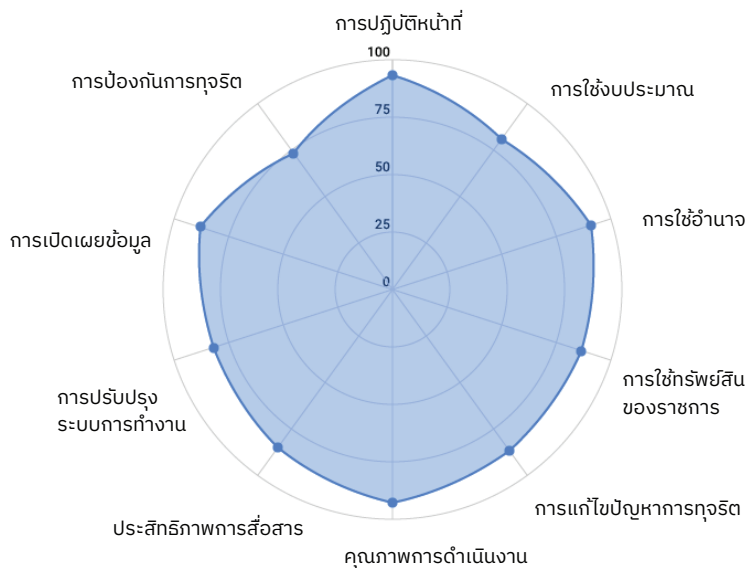 การปฏิบัติหน้าที่
100
การป้องกันการทุจริต
การใช้งบประมาณ
75
50
การใช้อำนาจ
25
การเปิดเผยข้อมูล
0
การใช้ทรัพย์สิน
ของราชการ
การปรับปรุง
ระบบการทำงาน
การแก้ไขปัญหาการทุจริต
ประสิทธิภาพการสื่อสาร
คุณภาพการดำเนินงาน